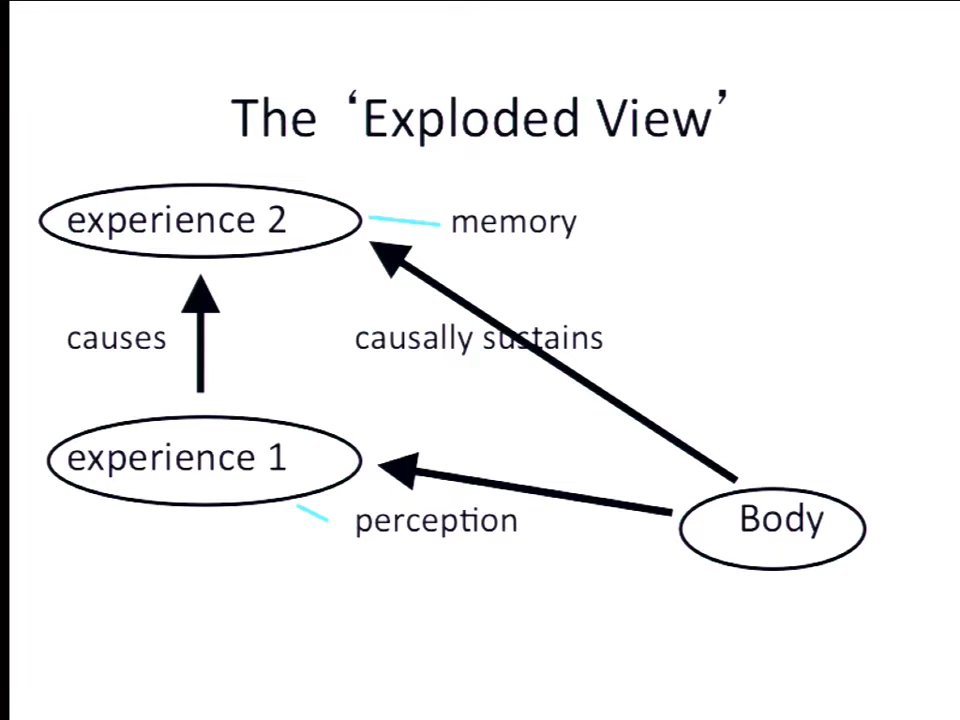 The ‘Exploded View’
experience 2
memory
causes
causally sustains
experience 1
perception
Body